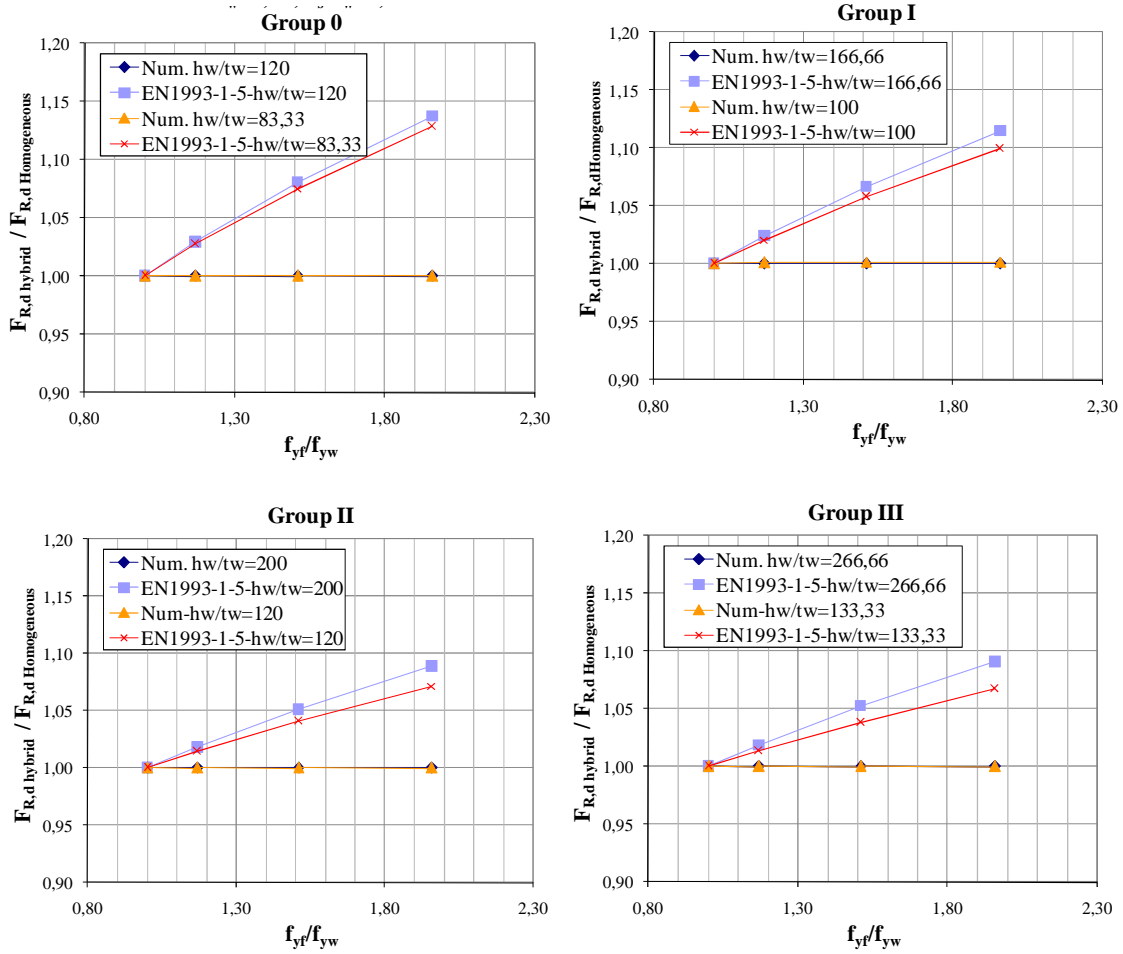 Group 0
1,20
1,15
1,10
1,05
1,00
0,95
0,90
Num. hw/tw=120
EN1993-1-5-hw/tw=120
Num. hw/tw=83,33
EN1993-1-5-hw/tw=83,33
F_R,d hybrid / F_R,d Homogeneous
0,80 1,30 1,80 2,30
f_yf/f_yw
Group I
1,20
1,15
1,10
1,05
1,00
0,95
0,90
Num. hw/tw=166,66
EN1993-1-5-hw/tw=166,66
Num. hw/tw=100
EN1993-1-5-hw/tw=100
F_R,d hybrid / F_R,dHomogeneous
0,80 1,30 1,80 2,30
f_yf/f_yw
Group II
1,20
1,15
1,10
1,05
1,00
0,95
0,90
Num. hw/tw=200
EN1993-1-5-hw/tw=200
Num-hw/tw=120
EN1993-1-5-hw/tw=120
F_R,d hybrid / F_R,d Homogeneous
0,80 1,30 1,80 2,30
f_yf/f_yw
Group III
1,20
1,15
1,10
1,05
1,00
0,95
0,90
Num. hw/tw=266,66
EN1993-1-5-hw/tw=266,66
Num-hw/tw=133,33
EN1993-1-5-hw/tw=133,33
F_R,d hybrid / F_R,d Homogeneous
0,80 1,30 1,80 2,30
f_yf/f_yw